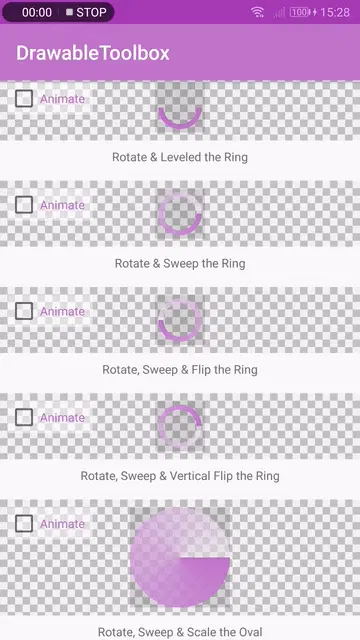 00:00 STOP 100 15:28
DrawableToolbox
Animate
Rotate & Leveled the Ring
Animate
Rotate & Sweep the Ring
Animate
Rotate, Sweep & Flip the Ring
Animate
Rotate, Sweep & Vertical Flip the Ring
Animate
Rotate, Sweep & Scale the Oval